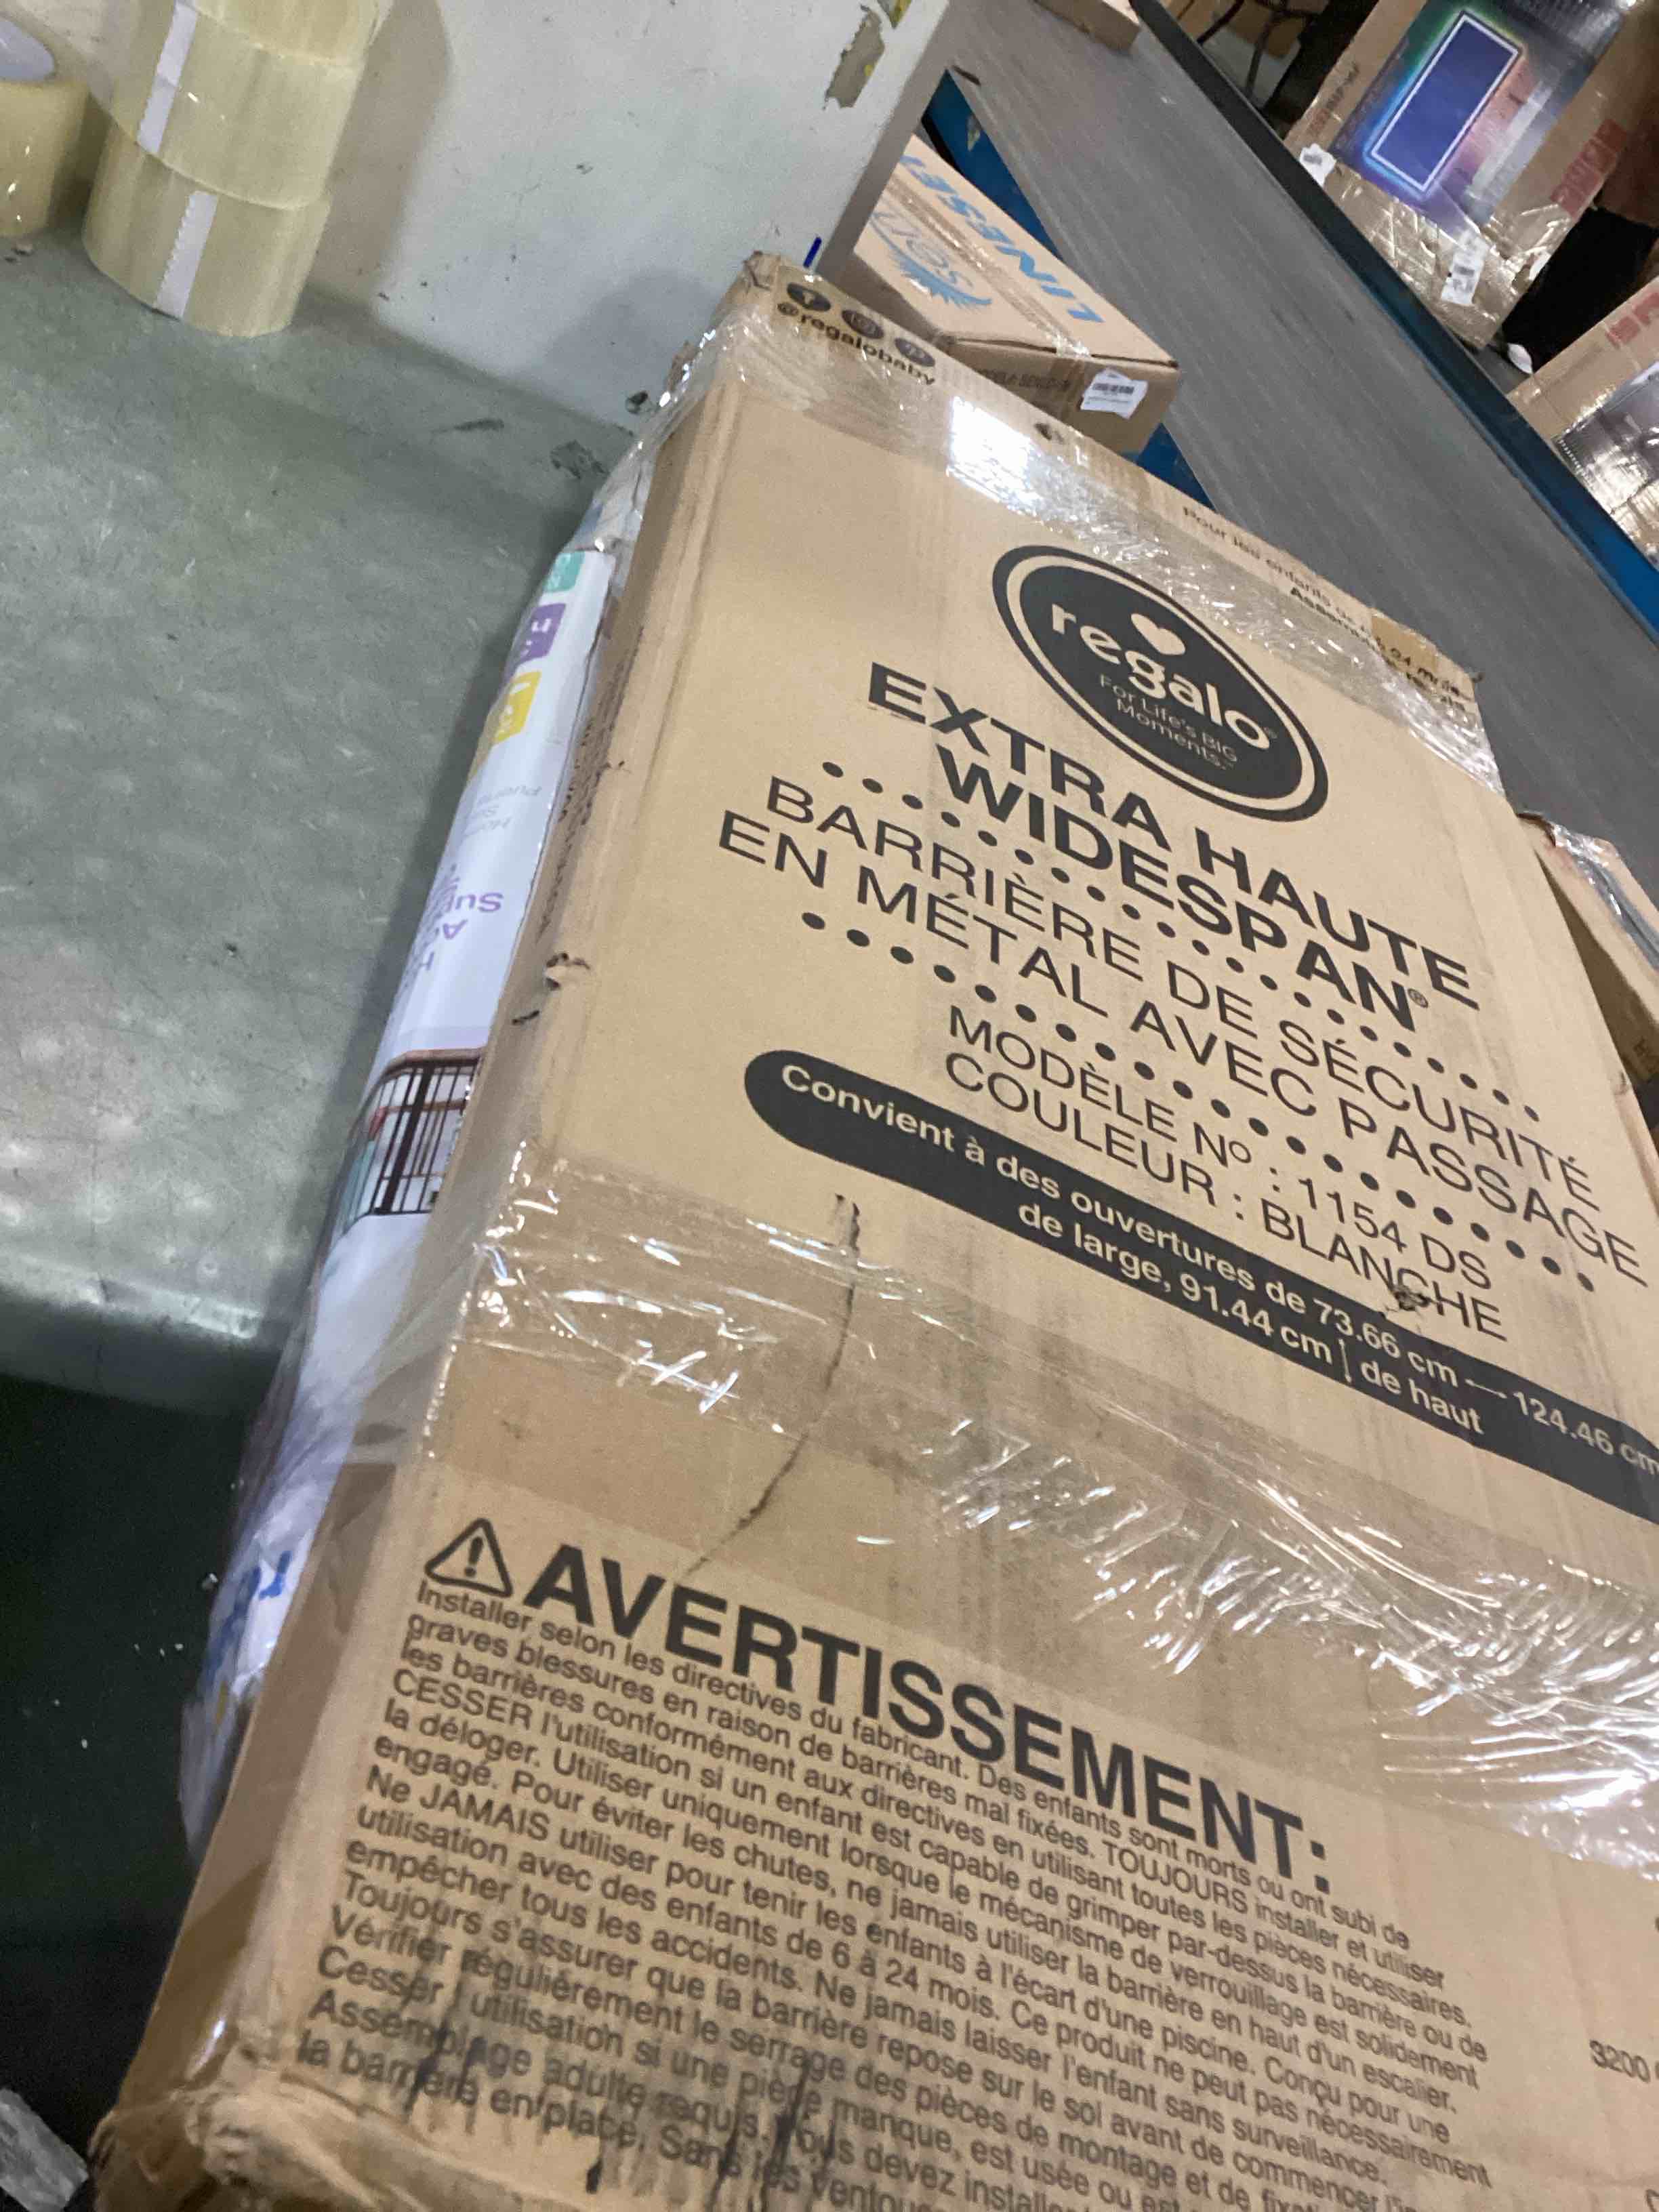 LINESET
@regalobaby
Pour les enfants de
regalo®
For Life's BIG
Moments.™
EXTRA HAUTE
WIDESPAN®
BARRIÈRE DE SÉCURITÉ
EN MÉTAL AVEC PASSAGE
MODÈLE Nº : 1154 DS
COULEUR : BLANCHE
Convient à des ouvertures de 73.66 cm — 124.46 cm
de large, 91.44 cm | de haut
AVERTISSEMENT:
Installer selon les directives du fabricant. Des enfants sont morts ou ont subi de
graves blessures en raison de barrières mal fixées. TOUJOURS installer et utiliser
les barrières conformément aux directives en utilisant toutes les pièces nécessaires.
CESSER l'utilisation si un enfant est capable de grimper par-dessus la barrière ou de
la déloger. Utiliser uniquement lorsque le mécanisme de verrouillage est solidement
engagé. Pour éviter les chutes, ne jamais utiliser la barrière en haut d'un escalier.
Ne JAMAIS utiliser pour tenir les enfants à l'écart d'une piscine. Conçu pour une
utilisation avec des enfants de 6 à 24 mois. Ce produit ne peut pas nécessairement
empêcher tous les accidents. Ne jamais laisser l'enfant sans surveillance.
Toujours s'assurer que la barrière repose sur le sol avant de commencer
Vérifier régulièrement le serrage des pièces de montage et de
Cesser l'utilisation si une pièce manque, est usée ou est
Assemblage adulte requis. Vous devez installer
la barrière en place. Sans les
3200